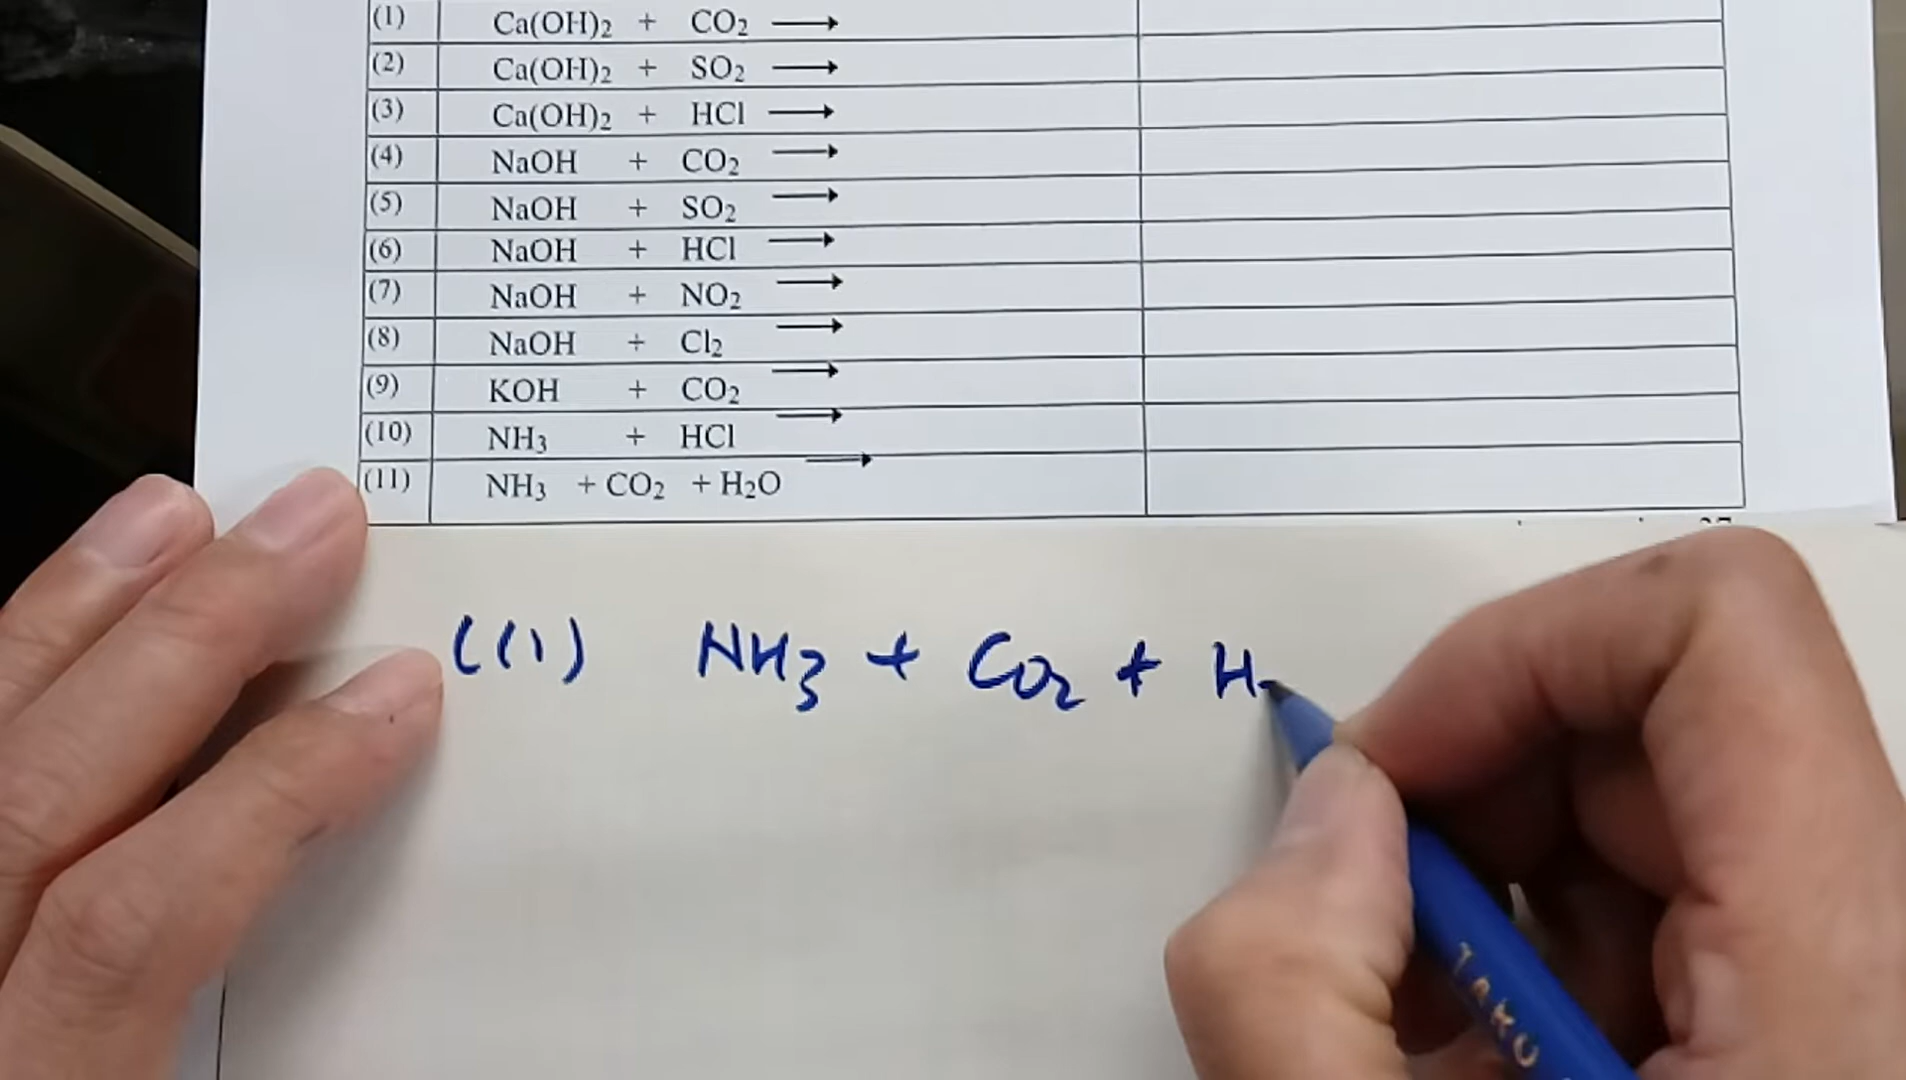 (1) Ca(OH)2 + CO2 ⟶
(2) Ca(OH)2 + SO2 ⟶
(3) Ca(OH)2 + HCl ⟶
(4) NaOH + CO2 ⟶
(5) NaOH + SO2 ⟶
(6) NaOH + HCl ⟶
(7) NaOH + NO2 ⟶
(8) NaOH + Cl2 ⟶
(9) KOH + CO2 ⟶
(10) NH3 + HCl ⟶
(11) NH3 + CO2 + H2O ⟶
(11) NH3 + CO2 + H